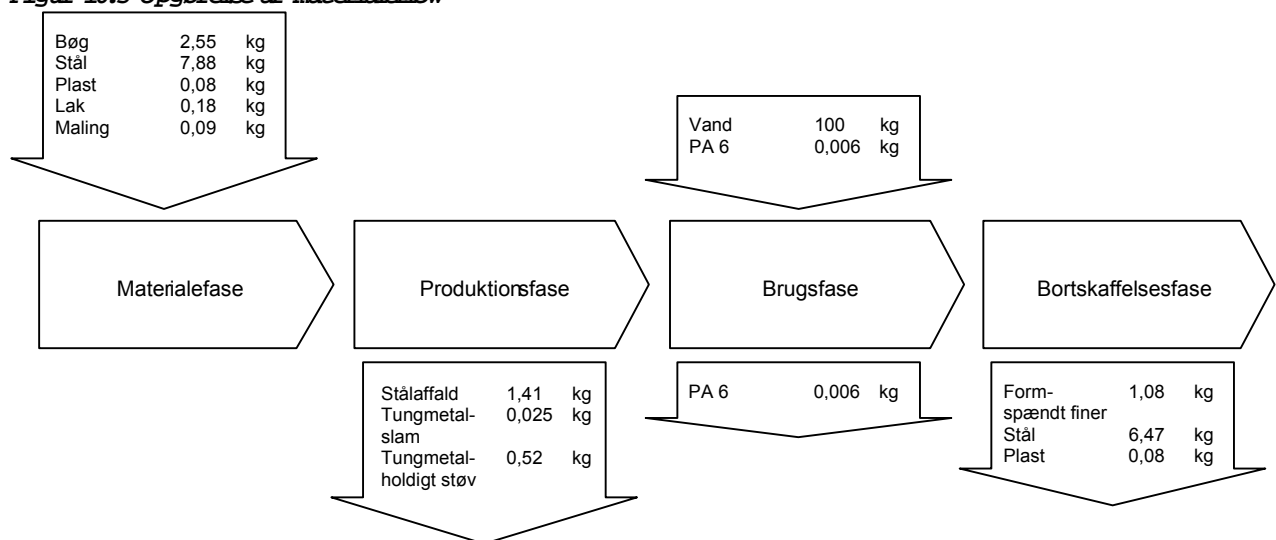 Bøg 2,55 kg
Stål 7,88 kg
Plast 0,08 kg
Lak 0,18 kg
Maling 0,09 kg
Vand 100 kg
PA 6 0,006 kg
Materialefase
Produktionsfase
Brugsfase
Bortskaffelsesfase
Stålaffald 1,41 kg
Tungmetal- 0,025 kg
slam
Tungmetal- 0,52 kg
holdigt støv
PA 6 0,006 kg
Form- 1,08 kg
spændt finer
Stål 6,47 kg
Plast 0,08 kg